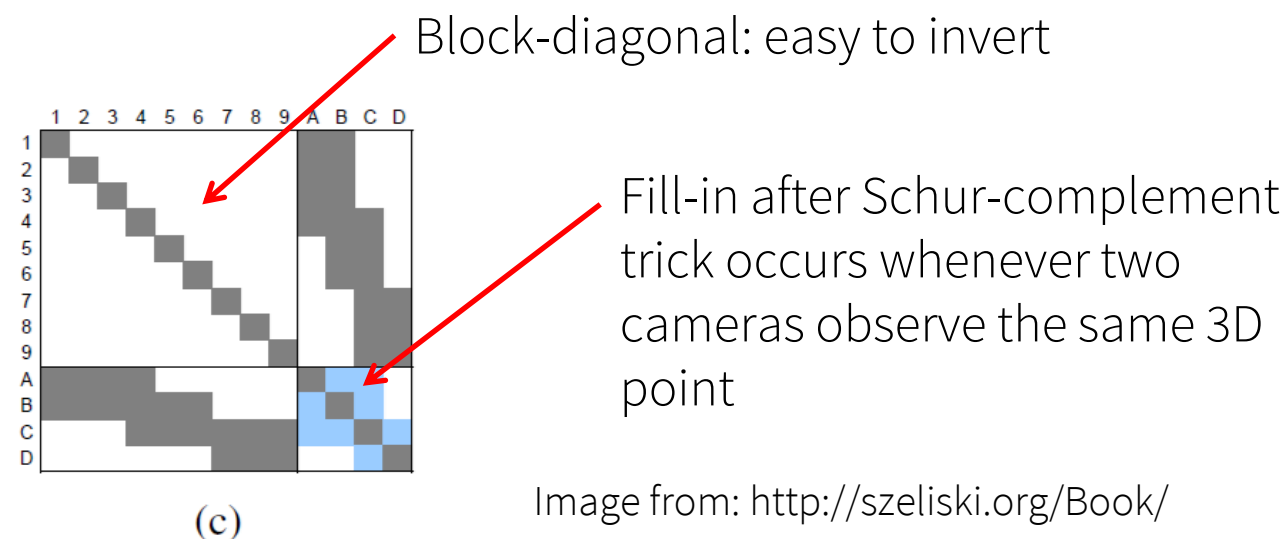 Block-diagonal: easy to invert
1 2 3 4 5 6 7 8 9 A B C D
1
2
3
4
5
6
7
8
9
A
B
C
D
Fill-in after Schur-complement
trick occurs whenever two
cameras observe the same 3D
point
(c)
Image from: http://szeliski.org/Book/